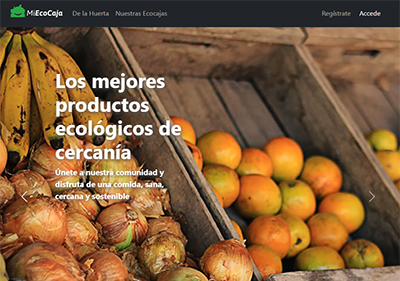 MiEcoCaja De la Huerta Nuestras Ecocajas Regístrate Accede
Los mejores
productos
ecológicos de
cercanía
Únete a nuestra comunidad y
disfruta de una comida, sana,
cercana y sostenible